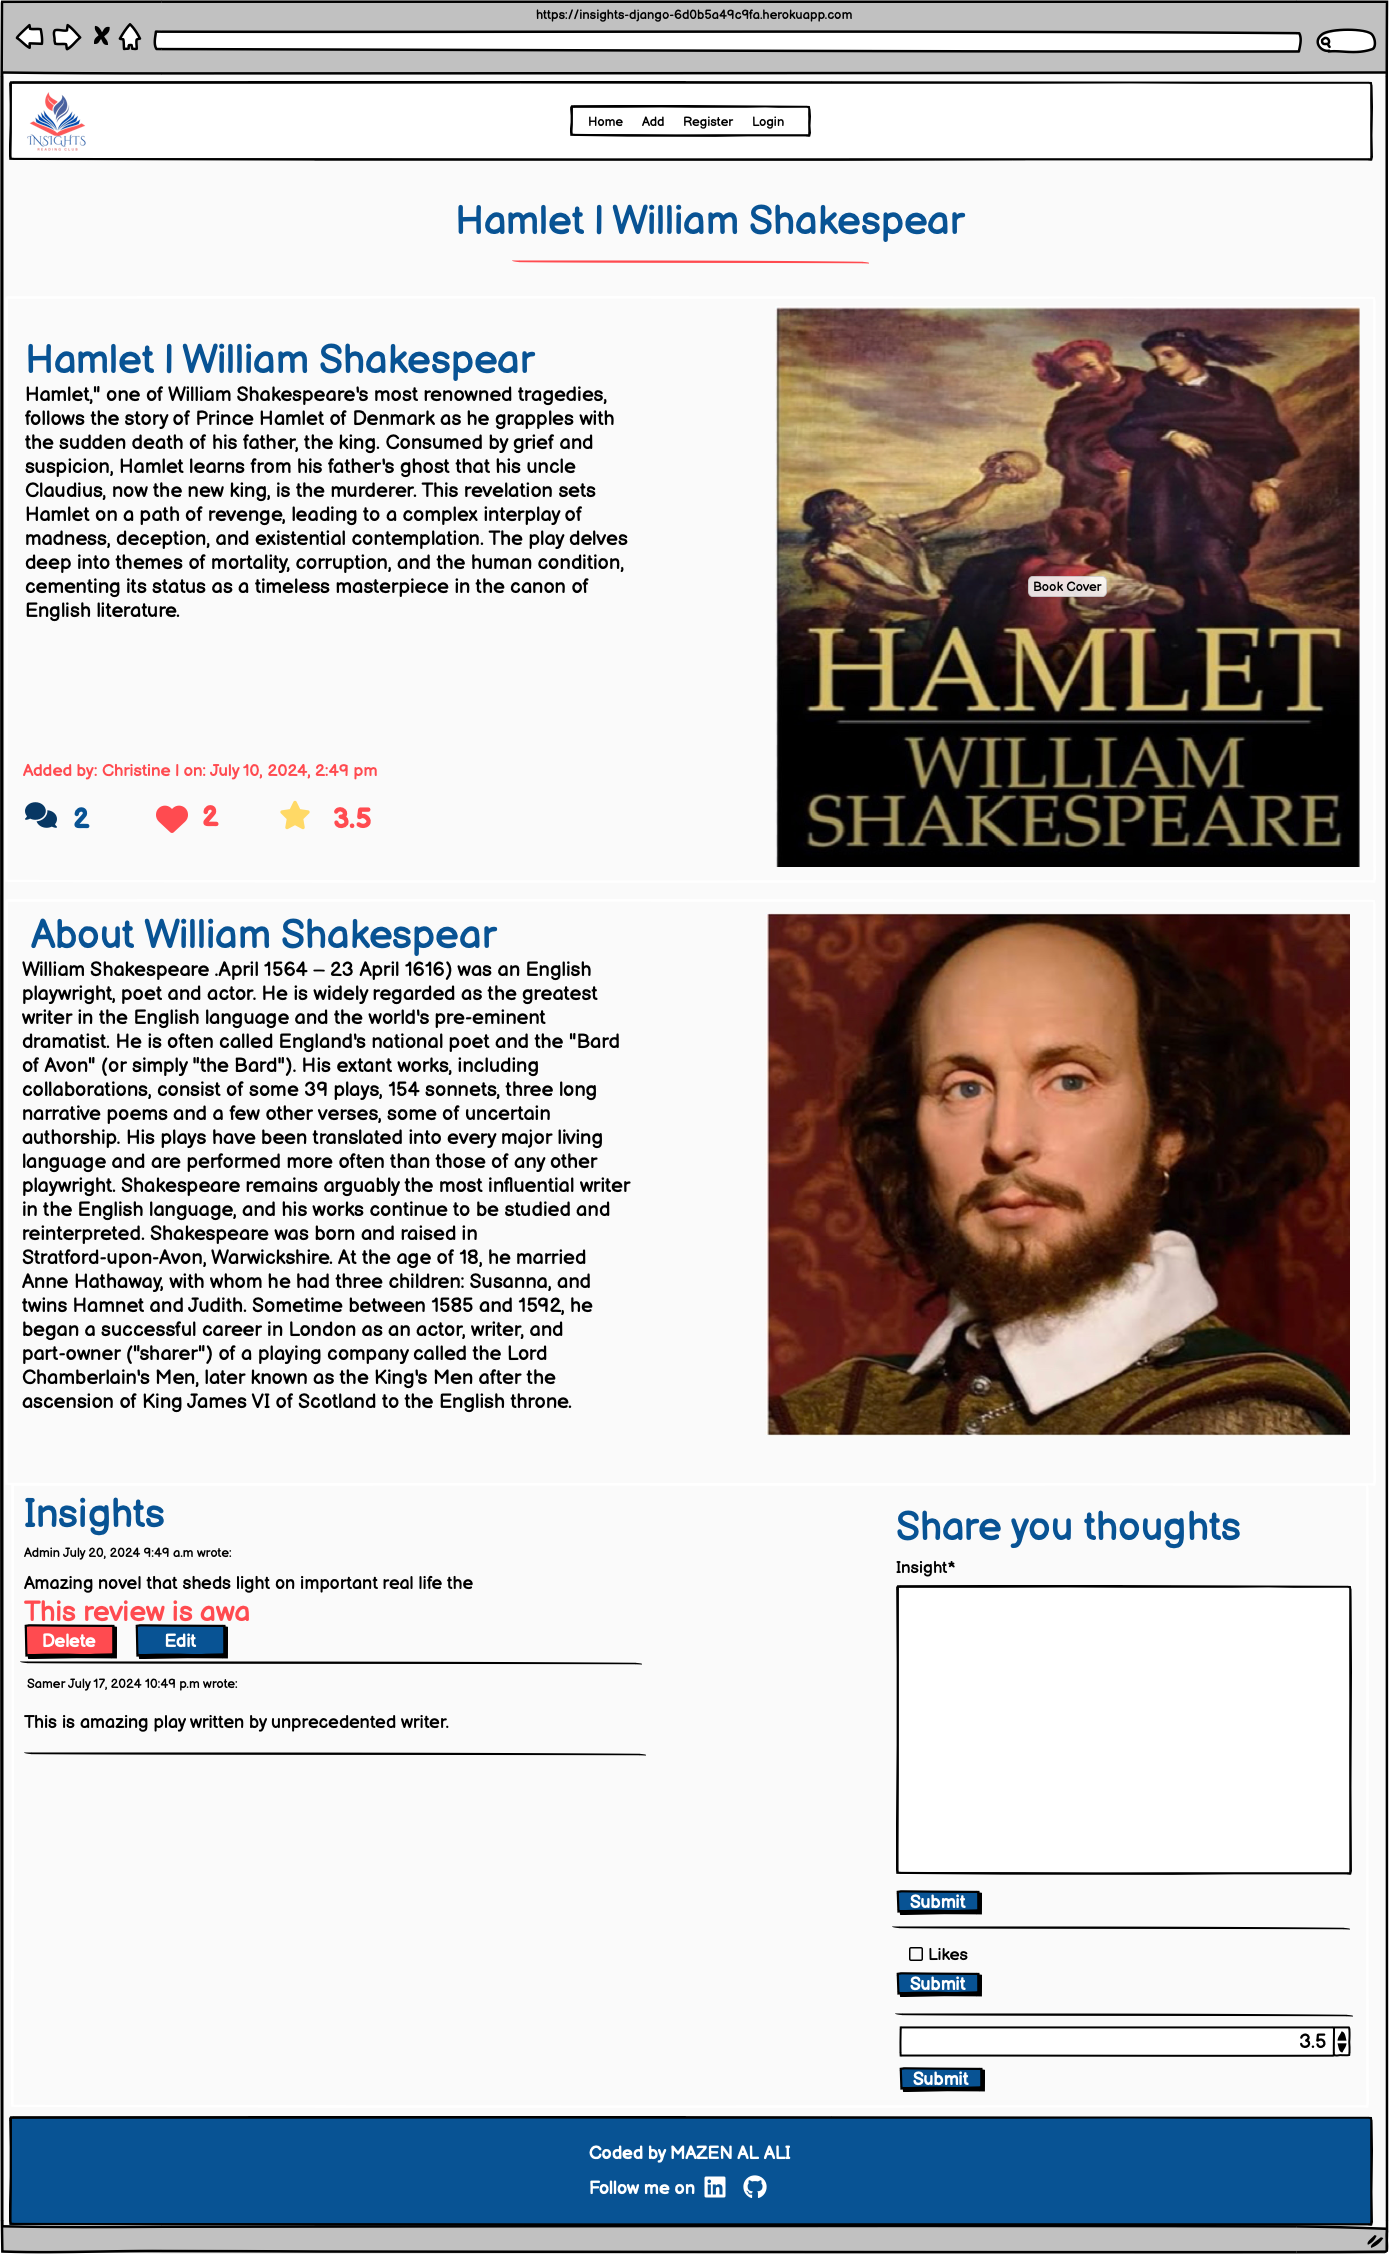 https://insights-django-6d0b5a49c9fa.herokuapp.com
INSIGHTS
READING CLUB
Home Add Register Login
Hamlet | William Shakespear
Hamlet | William Shakespear
Hamlet," one of William Shakespeare's most renowned tragedies,
follows the story of Prince Hamlet of Denmark as he grapples with
the sudden death of his father, the king. Consumed by grief and
suspicion, Hamlet learns from his father's ghost that his uncle
Claudius, now the new king, is the murderer. This revelation sets
Hamlet on a path of revenge, leading to a complex interplay of
madness, deception, and existential contemplation. The play delves
deep into themes of mortality, corruption, and the human condition,
cementing its status as a timeless masterpiece in the canon of
English literature.
Added by: Christine | on: July 10, 2024, 2:49 pm
2 2 3.5
Book Cover
HAMLET
WILLIAM
SHAKESPEARE
About William Shakespear
William Shakespeare .April 1564 – 23 April 1616) was an English
playwright, poet and actor. He is widely regarded as the greatest
writer in the English language and the world's pre-eminent
dramatist. He is often called England's national poet and the "Bard
of Avon" (or simply "the Bard"). His extant works, including
collaborations, consist of some 39 plays, 154 sonnets, three long
narrative poems and a few other verses, some of uncertain
authorship. His plays have been translated into every major living
language and are performed more often than those of any other
playwright. Shakespeare remains arguably the most influential writer
in the English language, and his works continue to be studied and
reinterpreted. Shakespeare was born and raised in
Stratford-upon-Avon, Warwickshire. At the age of 18, he married
Anne Hathaway, with whom he had three children: Susanna, and
twins Hamnet and Judith. Sometime between 1585 and 1592, he
began a successful career in London as an actor, writer, and
part-owner ("sharer") of a playing company called the Lord
Chamberlain's Men, later known as the King's Men after the
ascension of King James VI of Scotland to the English throne.
Insights
Admin July 20, 2024 9:49 a.m wrote:
Amazing novel that sheds light on important real life the
This review is awa
Delete Edit
Samer July 17, 2024 10:49 p.m wrote:
This is amazing play written by unprecedented writer.
Share you thoughts
Insight*
Submit
Likes
Submit
3.5
Submit
Coded by MAZEN AL ALI
Follow me on in